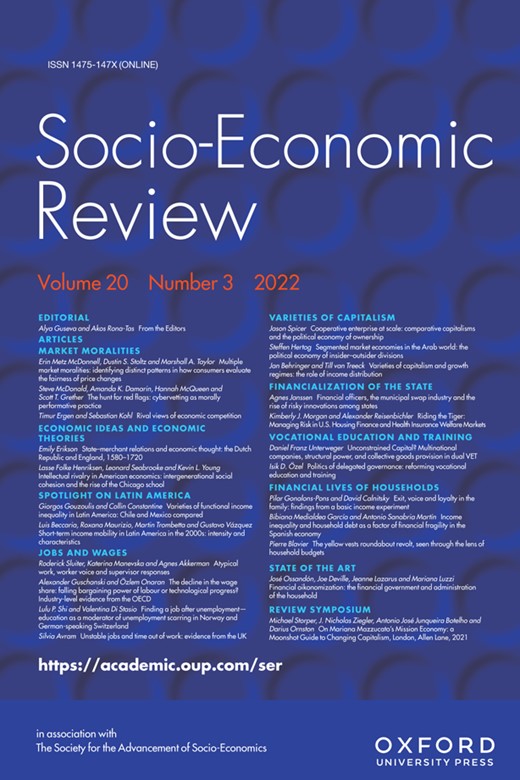 ISSN 1475-147X (ONLINE)
Socio-Economic
Review
Volume 20 Number 3 2022
EDITORIAL
Alya Guseva and Akos Rona-Tas From the Editors
ARTICLES
MARKET MORALITIES
Erin Metz McDonnell, Dustin S. Stoltz and Marshall A. Taylor Multiple
market moralities: identifying distinct patterns in how consumers evaluate
the fairness of price changes
Steve McDonald, Amanda K. Damarin, Hannah McQueen and
Scott T. Grether The hunt for red flags: cybervetting as morally
performative practice
Timur Ergen and Sebastian Kohl Rival views of economic competition
ECONOMIC IDEAS AND ECONOMIC
THEORIES
Emily Erikson State–merchant relations and economic thought: the Dutch
Republic and England, 1580–1720
Lasse Folke Henriksen, Leonard Seabrooke and Kevin L. Young
Intellectual rivalry in American economics: intergenerational social
cohesion and the rise of the Chicago school
SPOTLIGHT ON LATIN AMERICA
Giorgos Gouzoulis and Collin Constantine Varieties of functional income
inequality in Latin America: Chile and Mexico compared
Luis Beccaria, Roxana Maurizio, Martin Trombetta and Gustavo Vázquez
Short-term income mobility in Latin America in the 2000s: intensity and
characteristics
JOBS AND WAGES
Roderick Sluiter, Katerina Manevska and Agnes Akkerman Atypical
work, worker voice and supervisor responses
Alexander Guschanski and Özlem Onaran The decline in the wage
share: falling bargaining power of labour or technological progress?
Industry-level evidence from the OECD
Lulu P. Shi and Valentina Di Stasio Finding a job after unemployment—
education as a moderator of unemployment scarring in Norway and
German-speaking Switzerland
Silvia Avram Unstable jobs and time out of work: evidence from the UK
VARIETIES OF CAPITALISM
Jason Spicer Cooperative enterprise at scale: comparative capitalisms
and the political economy of ownership
Steffen Hertog Segmented market economies in the Arab world: the
political economy of insider–outsider divisions
Jan Behringer and Till van Treeck Varieties of capitalism and growth
regimes: the role of income distribution
FINANCIALIZATION OF THE STATE
Agnes Janssen Financial officers, the municipal swap industry and the
rise of risky innovations among states
Kimberly J. Morgan and Alexander Reisenbichler Riding the Tiger:
Managing Risk in U.S. Housing Finance and Health Insurance Welfare Markets
VOCATIONAL EDUCATION AND TRAINING
Daniel Franz Unterweger Unconstrained Capital? Multinational
companies, structural power, and collective goods provision in dual VET
Isik D. Özel Politics of delegated governance: reforming vocational
education and training
FINANCIAL LIVES OF HOUSEHOLDS
Pilar Gonalons-Pons and David Calnitsky Exit, voice and loyalty in the
family: findings from a basic income experiment
Bibiana Medialdea García and Antonio Sanabria Martín Income
inequality and household debt as a factor of financial fragility in the
Spanish economy
Pierre Blavier The yellow vests roundabout revolt, seen through the lens of
household budgets
STATE OF THE ART
José Ossandón, Joe Deville, Jeanne Lazarus and Mariana Luzzi
Financial oikonomization: the financial government and administration
of the household
REVIEW SYMPOSIUM
Michael Storper, J. Nicholas Ziegler, Antonio José Junqueira Botelho and
Darius Ornston On Mariana Mazzucato's Mission Economy: a
Moonshot Guide to Changing Capitalism, London, Allen Lane, 2021
https://academic.oup.com/ser
in association with
The Society for the Advancement of Socio-Economics
OXFORD
UNIVERSITY PRESS